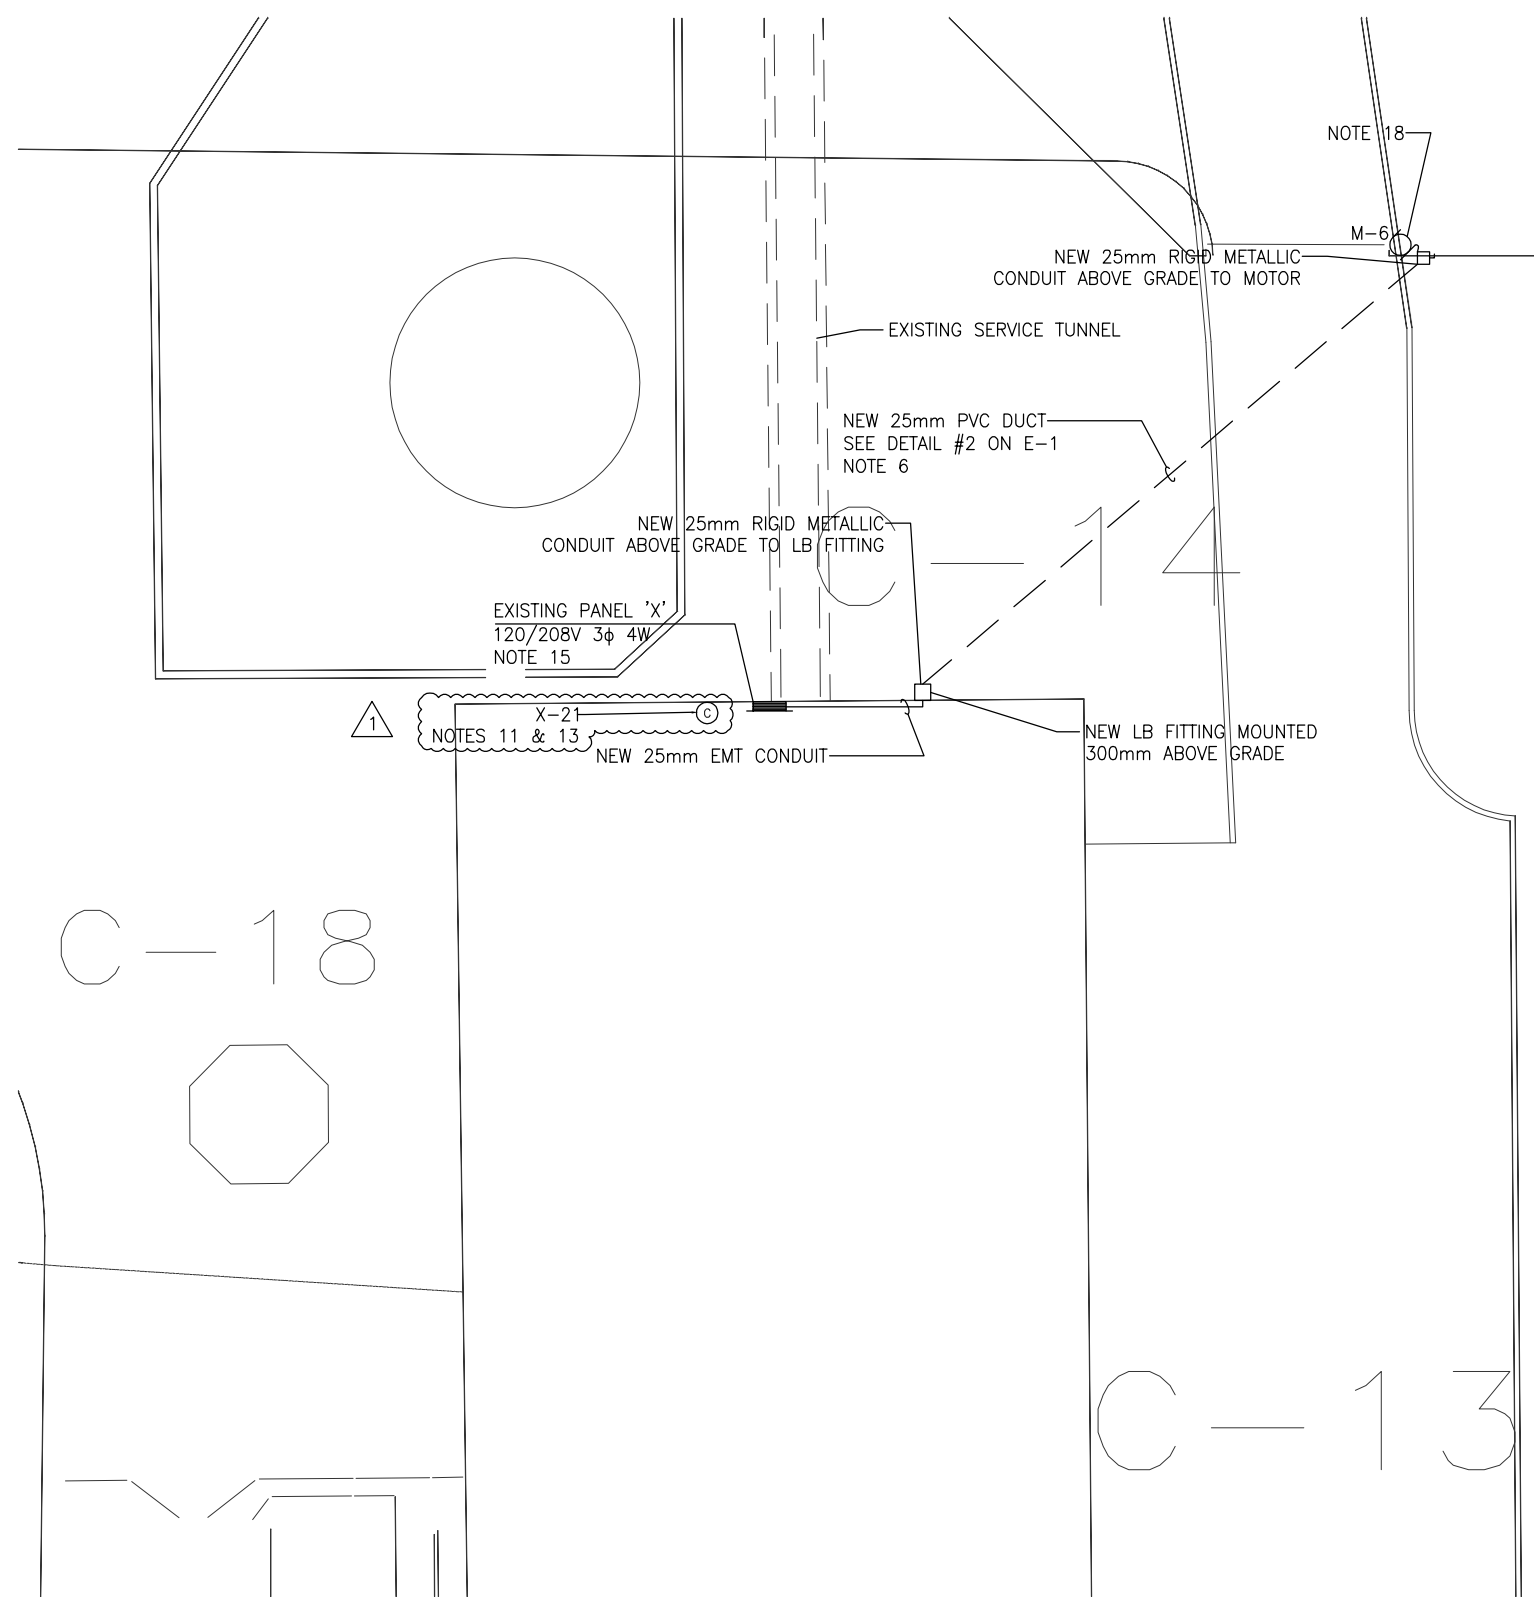 NOTE 18
M-6
NEW 25mm RIGID METALLIC
CONDUIT ABOVE GRADE TO MOTOR
EXISTING SERVICE TUNNEL
NEW 25mm PVC DUCT
SEE DETAIL #2 ON E-1
NOTE 6
NEW 25mm RIGID METALLIC
CONDUIT ABOVE GRADE TO LB FITTING
C-14
EXISTING PANEL 'X'
120/208V 3ϕ 4W
NOTE 15
1
X-21
C
NOTES 11 & 13
NEW 25mm EMT CONDUIT
NEW LB FITTING MOUNTED
300mm ABOVE GRADE
C-18
C-13